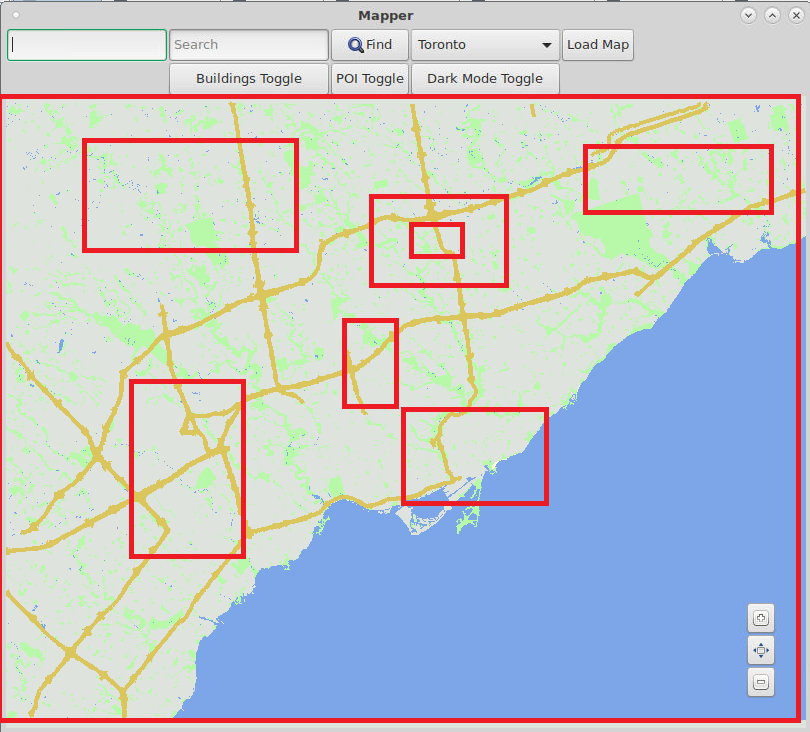 Mapper
Search Find Toronto Load Map
Buildings Toggle POI Toggle Dark Mode Toggle